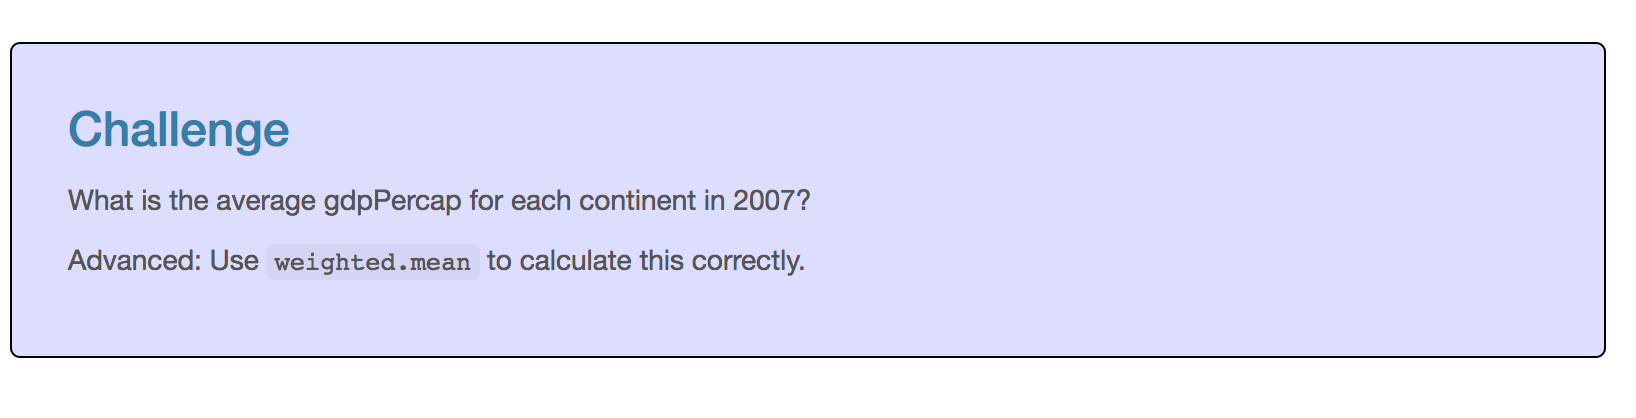 Challenge
What is the average gdpPercap for each continent in 2007?
Advanced: Use weighted.mean to calculate this correctly.